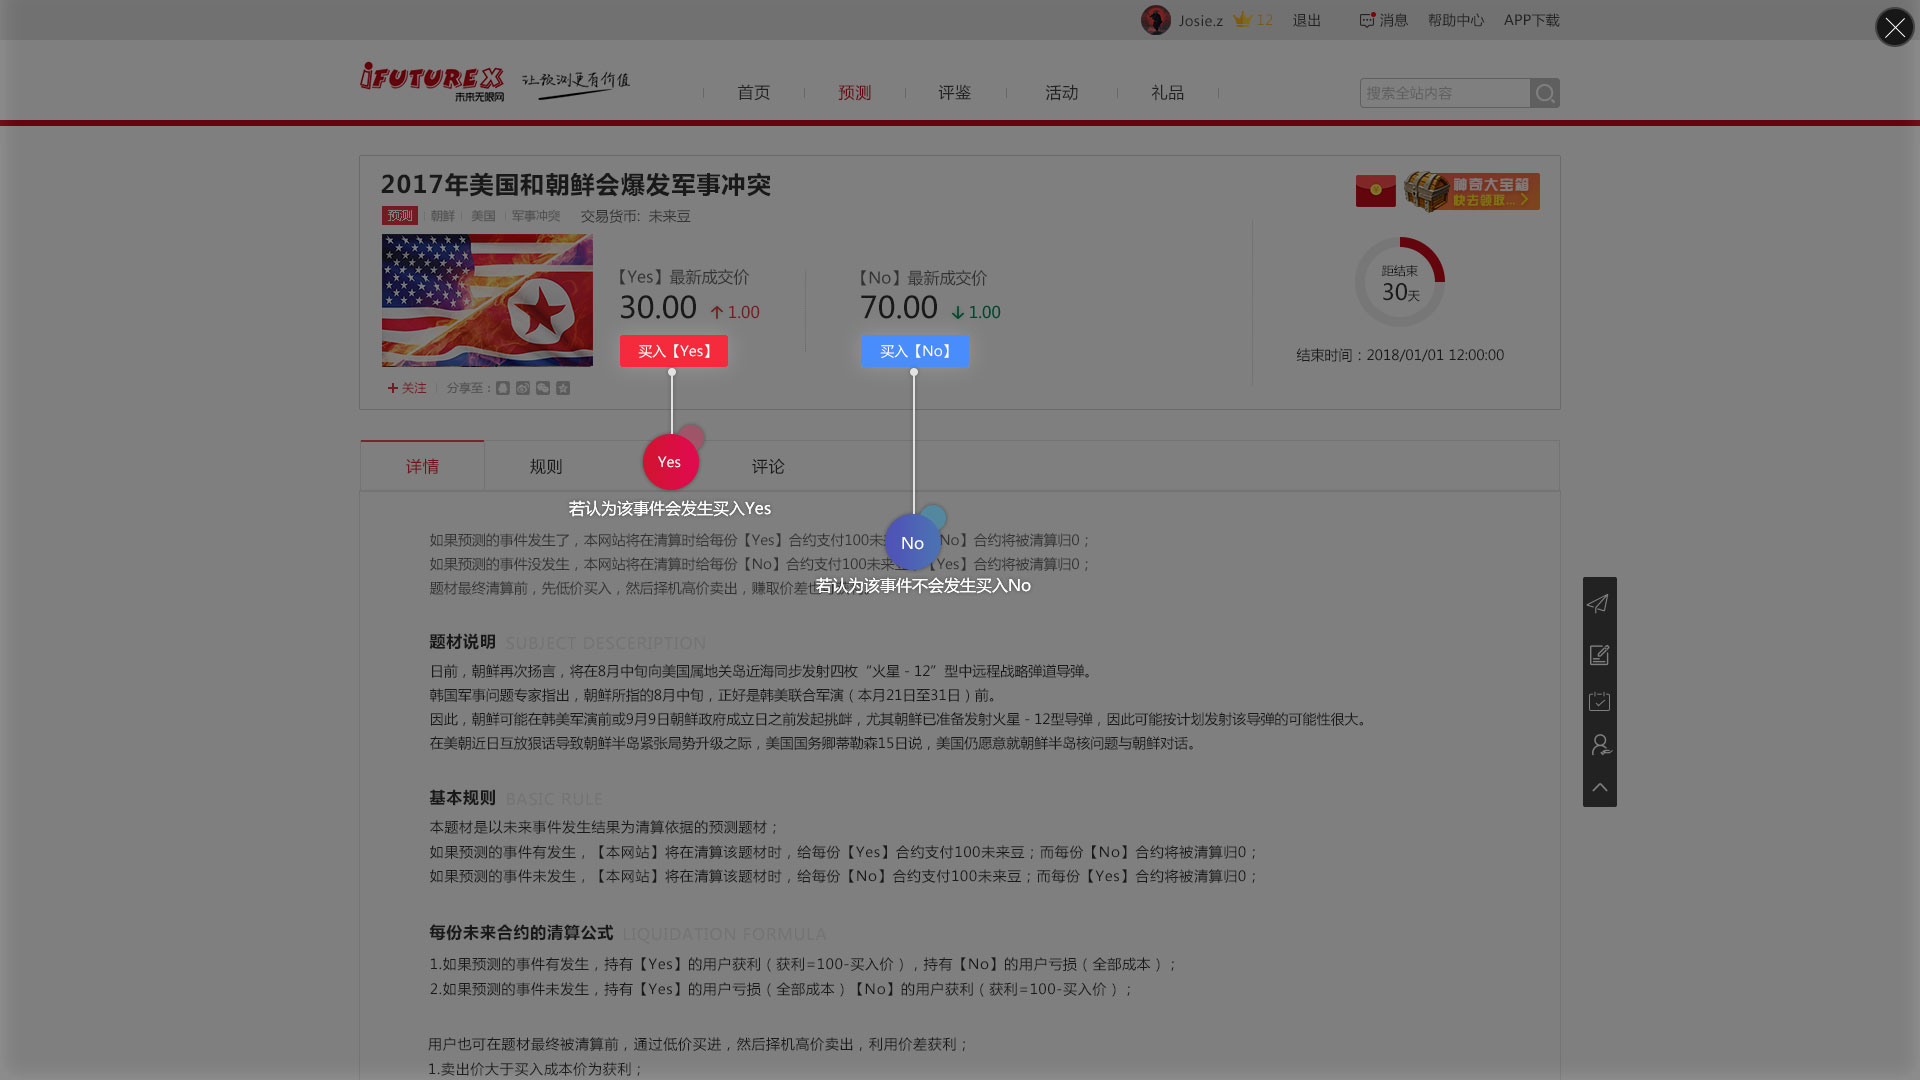 Josie.z 12 退出 消息 帮助中心 APP下载
iFUTUREX 未来无限网 让预测更有价值
首页 预测 评鉴 活动 礼品 搜索全站内容
2017年美国和朝鲜会爆发军事冲突
预测 朝鲜 美国 军事冲突 交易货币: 未来豆
神奇大宝箱
快去领取...
【Yes】最新成交价 【No】最新成交价
30.00 ↑1.00 70.00 ↓1.00
距结束
30天
买入【Yes】 买入【No】
结束时间:2018/01/01 12:00:00
+ 关注 分享至:
详情 规则 评论
Yes
若认为该事件会发生买入Yes
如果预测的事件发生了,本网站将在清算时给每份【Yes】合约支付100未 No】合约将被清算归0;
No
如果预测的事件没发生,本网站将在清算时给每份【No】合约支付100未来 【Yes】合约将被清算归0;
题材最终清算前,先低价买入,然后择机高价卖出,赚取价差也
若认为该事件不会发生买入No
题材说明 SUBJECT DESCERIPTION
日前,朝鲜再次扬言,将在8月中旬向美国属地关岛近海同步发射四枚“火星-12”型中远程战略弹道导弹。
韩国军事问题专家指出,朝鲜所指的8月中旬,正好是韩美联合军演(本月21日至31日)前。
因此,朝鲜可能在韩美军演前或9月9日朝鲜政府成立日之前发起挑衅,尤其朝鲜已准备发射火星-12型导弹,因此可能按计划发射该导弹的可能性很大。
在美朝近日互放狠话导致朝鲜半岛紧张局势升级之际,美国国务卿蒂勒森15日说,美国仍愿意就朝鲜半岛核问题与朝鲜对话。
基本规则 BASIC RULE
本题材是以未来事件发生结果为清算依据的预测题材;
如果预测的事件有发生,【本网站】将在清算该题材时,给每份【Yes】合约支付100未来豆;而每份【No】合约将被清算归0;
如果预测的事件未发生,【本网站】将在清算该题材时,给每份【No】合约支付100未来豆;而每份【Yes】合约将被清算归0;
每份未来合约的清算公式 LIQUIDATION FORMULA
1.如果预测的事件有发生,持有【Yes】的用户获利(获利=100-买入价),持有【No】的用户亏损(全部成本);
2.如果预测的事件未发生,持有【Yes】的用户亏损(全部成本)【No】的用户获利(获利=100-买入价);
用户也可在题材最终被清算前,通过低价买进,然后择机高价卖出,利用价差获利;
1.卖出价大于买入成本价为获利;